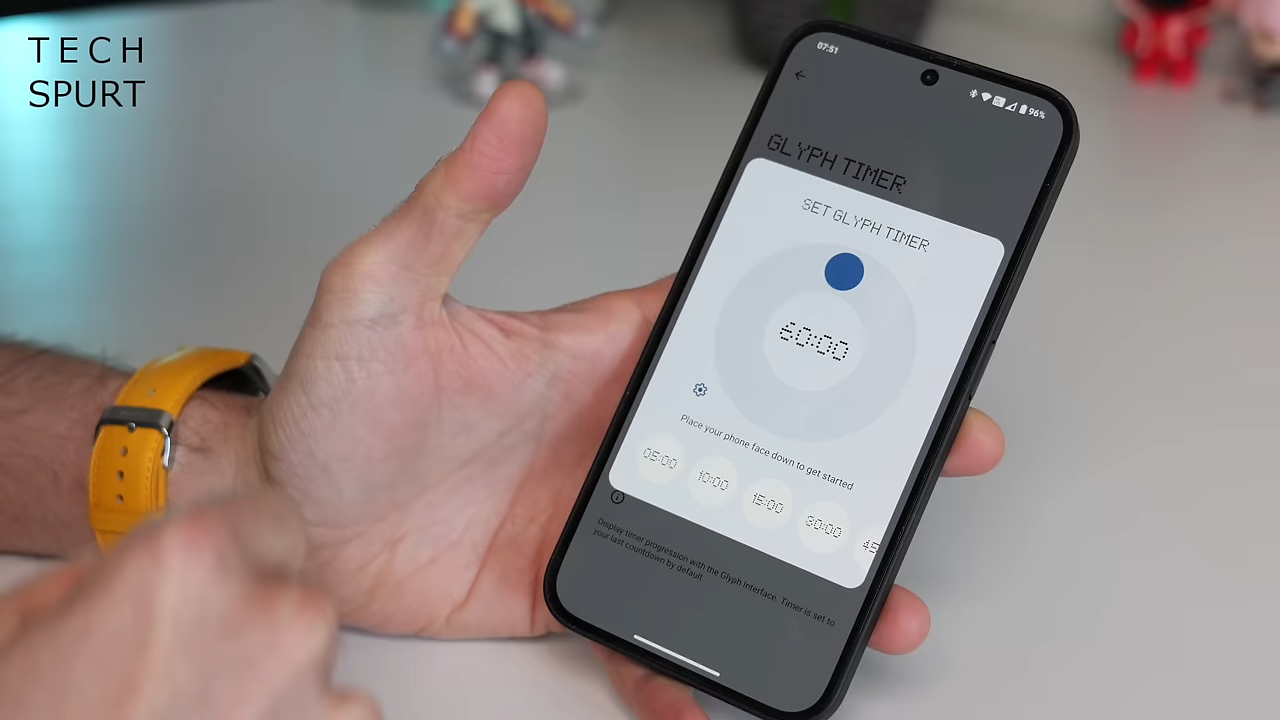 TECH
SPURT
07:51
96%
GLYPH TIMER
SET GLYPH TIMER
60:00
Place your phone face down to get started
05:00 10:00 15:00 30:00 45
Display timer progression with the Glyph Interface. Timer is set to
your last countdown by default